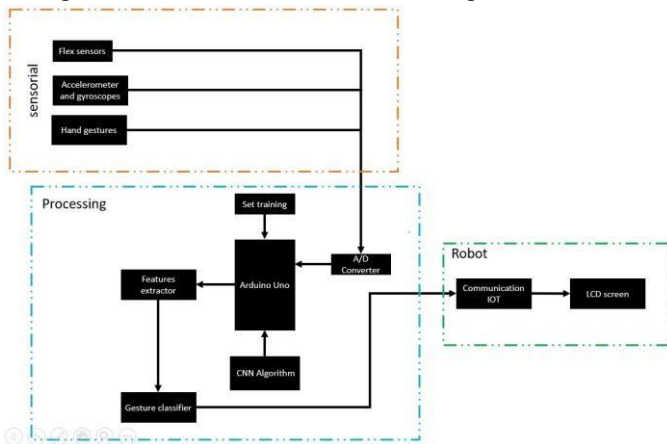 sensorial
Flex sensors
Accelerometer
and gyroscopes
Hand gestures
Processing
Set training
A/D
Converter
Arduino Uno
Features
extractor
CNN Algorithm
Gesture classifier
Robot
Communication
IOT
LCD screen